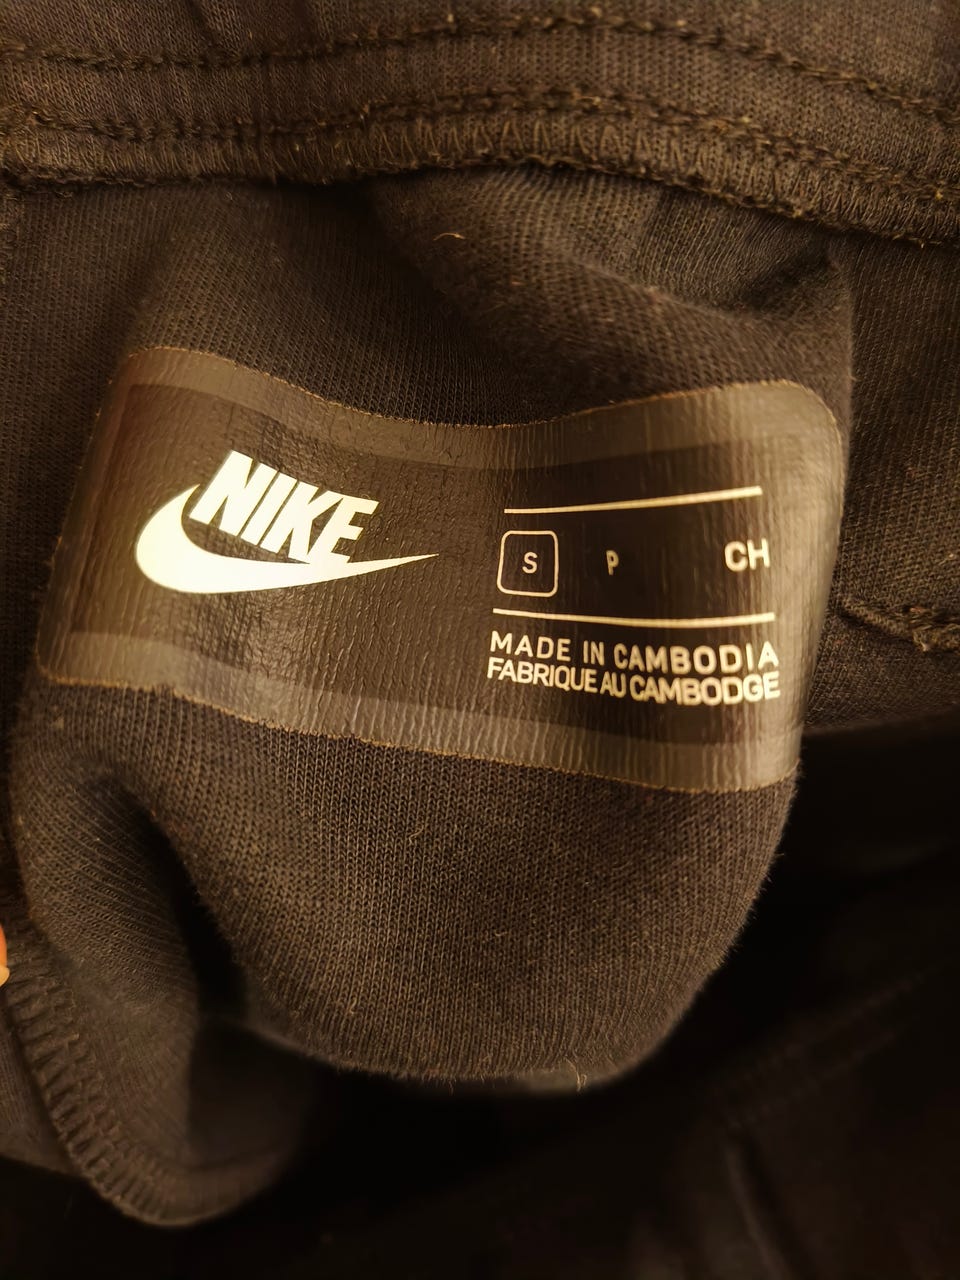 NIKE
S P CH
MADE IN CAMBODIA
FABRIQUE AU CAMBODGE